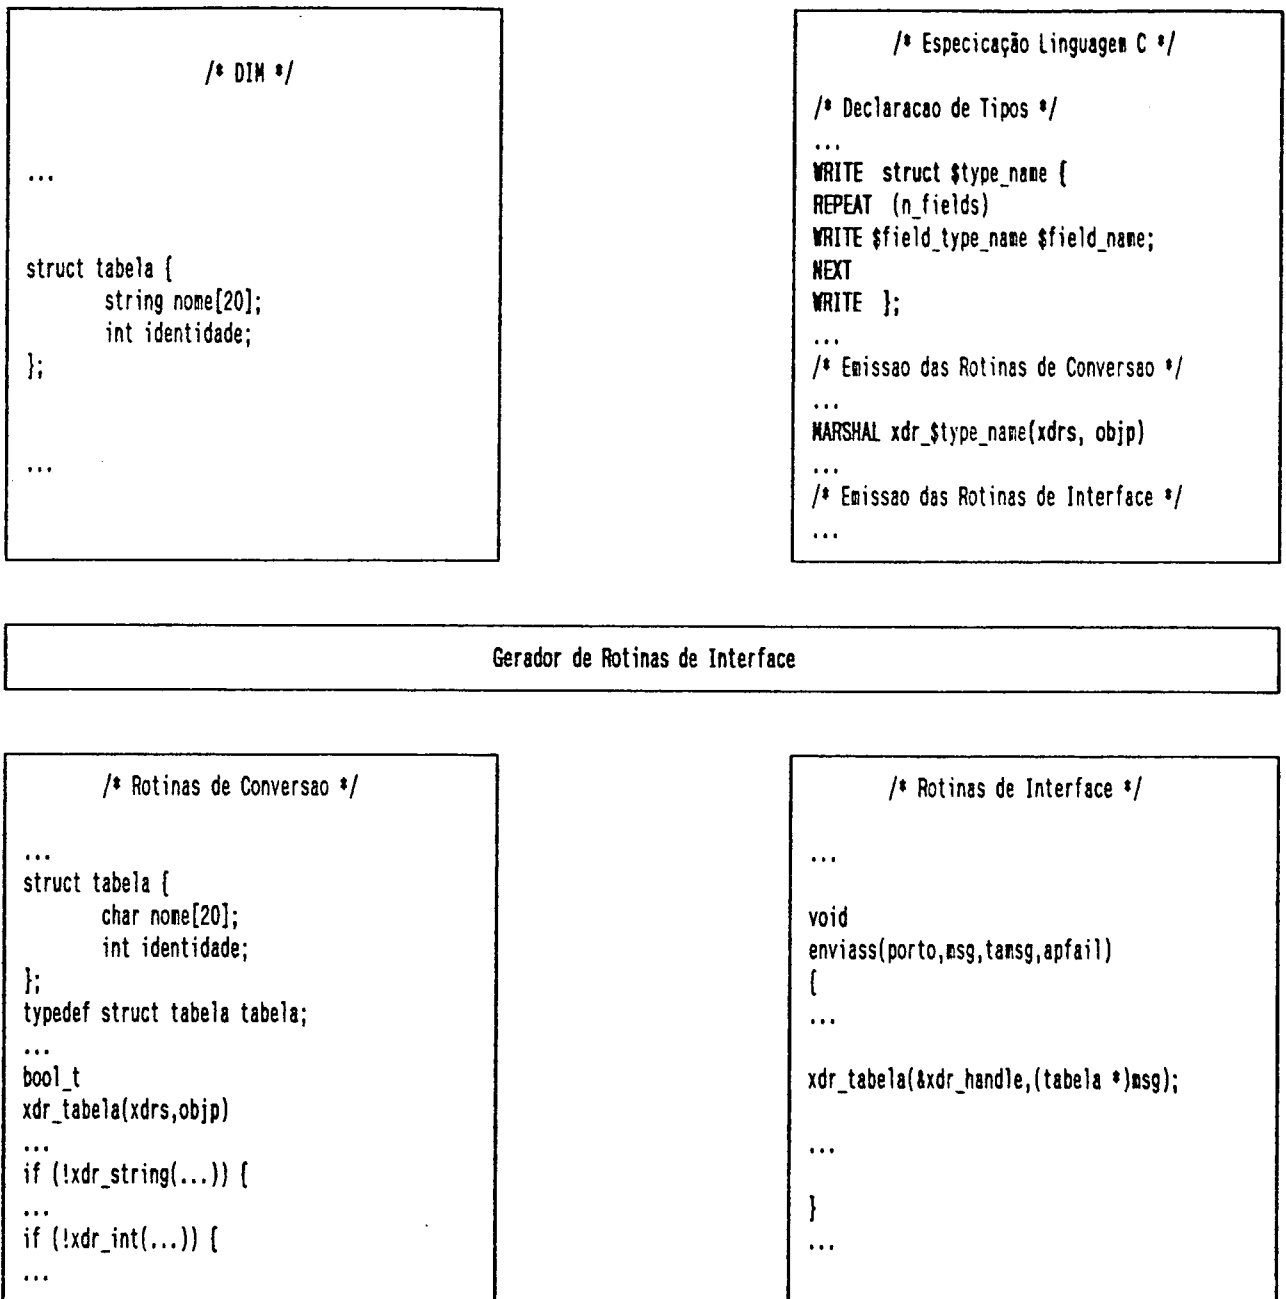 /* DIM */
...
struct tabela {
string nome[20];
int identidade;
};
...
/* Especicação Linguagem C */
/* Declaracao de Tipos */
...
WRITE struct $type_name {
REPEAT (n_fields)
WRITE $field_type_name $field_name;
NEXT
WRITE };
...
/* Emissao das Rotinas de Conversao */
...
MARSHAL xdr_$type_name(xdrs, objp)
...
/* Emissao das Rotinas de Interface */
...
Gerador de Rotinas de Interface
/* Rotinas de Conversao */
...
struct tabela {
char nome[20];
int identidade;
};
typedef struct tabela tabela;
...
bool_t
xdr_tabela(xdrs,objp)
...
if (!xdr_string(...)) {
...
if (!xdr_int(...)) {
...
/* Rotinas de Interface */
...
void
enviass(porto,msg,tamsg,apfail)
{
...
xdr_tabela(&xdr_handle,(tabela *)msg);
...
}
...